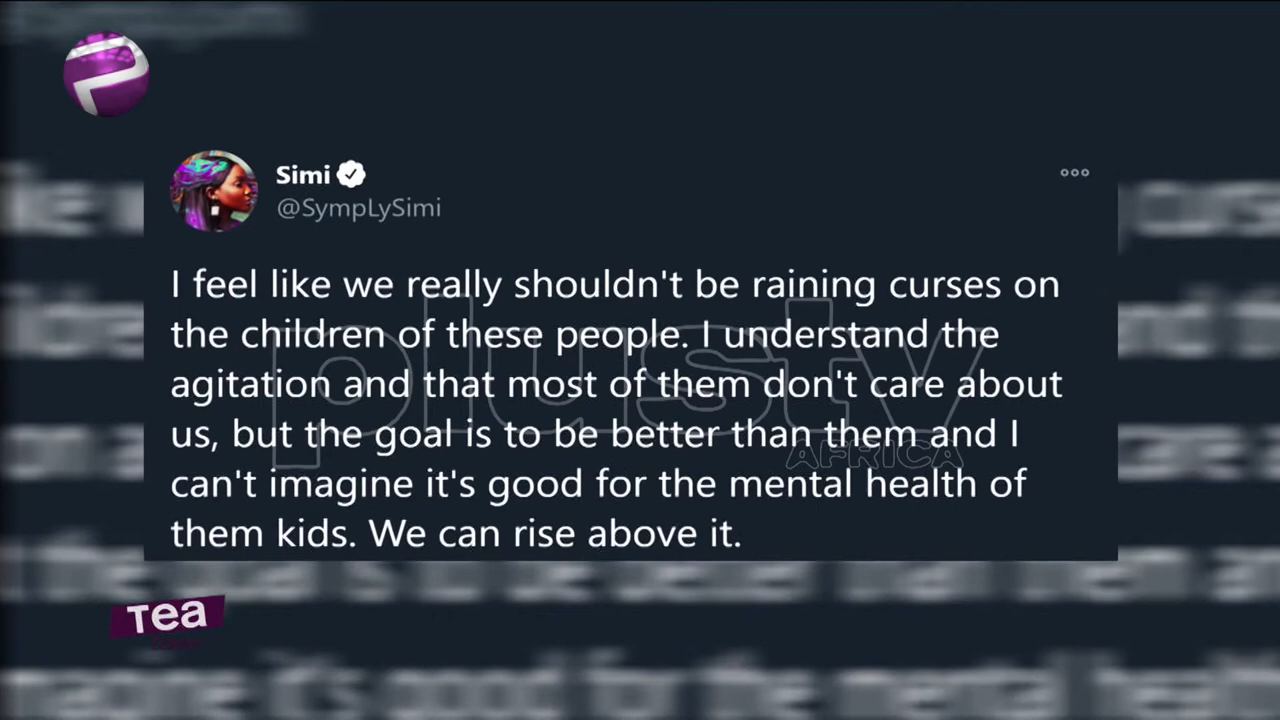 Simi
@SympLySimi
I feel like we really shouldn't be raining curses on
the children of these people. I understand the
agitation and that most of them don't care about
us, but the goal is to be better than them and I
can't imagine it's good for the mental health of
them kids. We can rise above it.
plustv
AFRICA
Tea